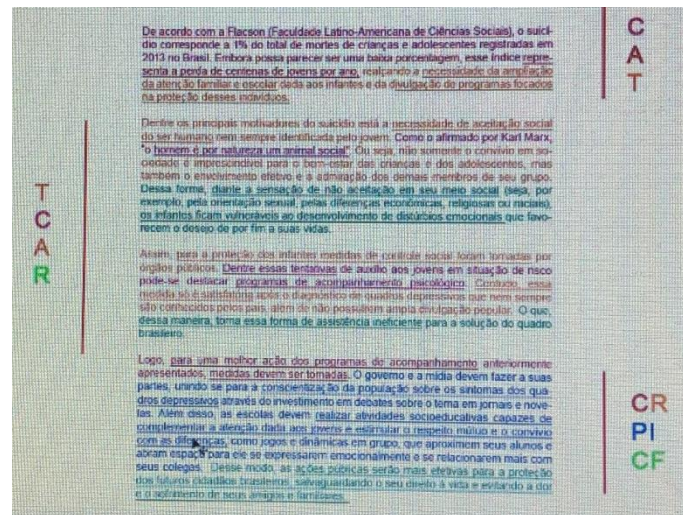 De acordo com a Flacson (Faculdade Latino-Americana de Ciências Sociais), o suicí-
dio corresponde a 1% do total de mortes de crianças e adolescentes registradas em
2013 no Brasil. Embora possa parecer ser uma baixa porcentagem, esse índice repre-
senta a perda de centenas de jovens por ano, realçando a necessidade da ampliação
da atenção familiar e escolar dada aos infantes e da divulgação de programas focados
na proteção desses indivíduos.
C
A
T
Dentre os principais motivadores do suicídio está a necessidade de aceitação social
do ser humano nem sempre identificada pelo jovem. Como o afirmado por Karl Marx,
"o homem é por natureza um animal social". Ou seja, não somente o convívio em so-
ciedade é imprescindível para o bem-estar das crianças e dos adolescentes, mas
também o envolvimento efetivo e a admiração dos demais membros de seu grupo.
Dessa forma, diante a sensação de não aceitação em seu meio social (seja, por
exemplo, pela orientação sexual, pelas diferenças econômicas, religiosas ou raciais),
os infantes ficam vulneráveis ao desenvolvimento de distúrbios emocionais que favo-
recem o desejo de por fim a suas vidas.
T
C
A
R
Assim, para a proteção dos infantes medidas de controle social foram tomadas por
órgãos públicos. Dentre essas tentativas de auxílio aos jovens em situação de risco
pode-se destacar programas de acompanhamento psicológico. Contudo, essa
medida só é satisfatória após o diagnóstico de quadros depressivos que nem sempre
são conhecidos pelos pais, além de não possuírem ampla divulgação popular. O que,
dessa maneira, torna essa forma de assistência ineficiente para a solução do quadro
brasileiro.
Logo, para uma melhor ação dos programas de acompanhamento anteriormente
apresentados, medidas devem ser tomadas. O governo e a mídia devem fazer a suas
partes, unindo se para a conscientização da população sobre os sintomas dos qua-
dros depressivos através do investimento em debates sobre o tema em jornais e nove-
las. Além disso, as escolas devem realizar atividades socioeducativas capazes de
complementar a atenção dada aos jovens e estimular o respeito mútuo e o convívio
com as diferenças, como jogos e dinâmicas em grupo, que aproximem seus alunos e
abram espaço para ele se expressarem emocionalmente e se relacionarem mais com
seus colegas. Desse modo, as ações públicas serão mais efetivas para a proteção
dos futuros cidadãos brasileiros, salvaguardando o seu direito à vida e evitando a dor
e o sofrimento de seus amigos e familiares.
CR
PI
CF